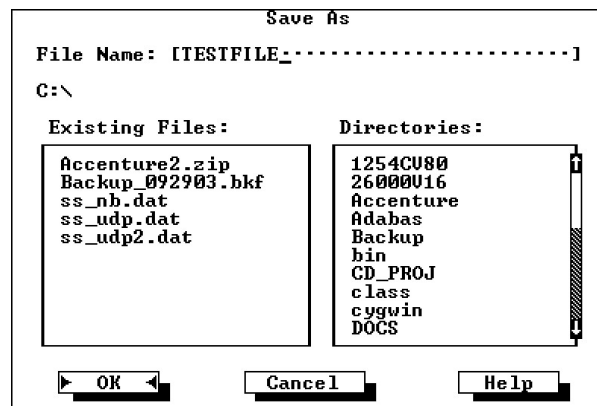 Save As
File Name: [TESTFILE_························]
C:\
Existing Files:
Accenture2.zip
Backup_092903.bkf
ss_nb.dat
ss_udp.dat
ss_udp2.dat
Directories:
1254CV80
26000V16
Accenture
Adabas
Backup
bin
CD_PROJ
class
cygwin
DOCS
OK
Cancel
Help